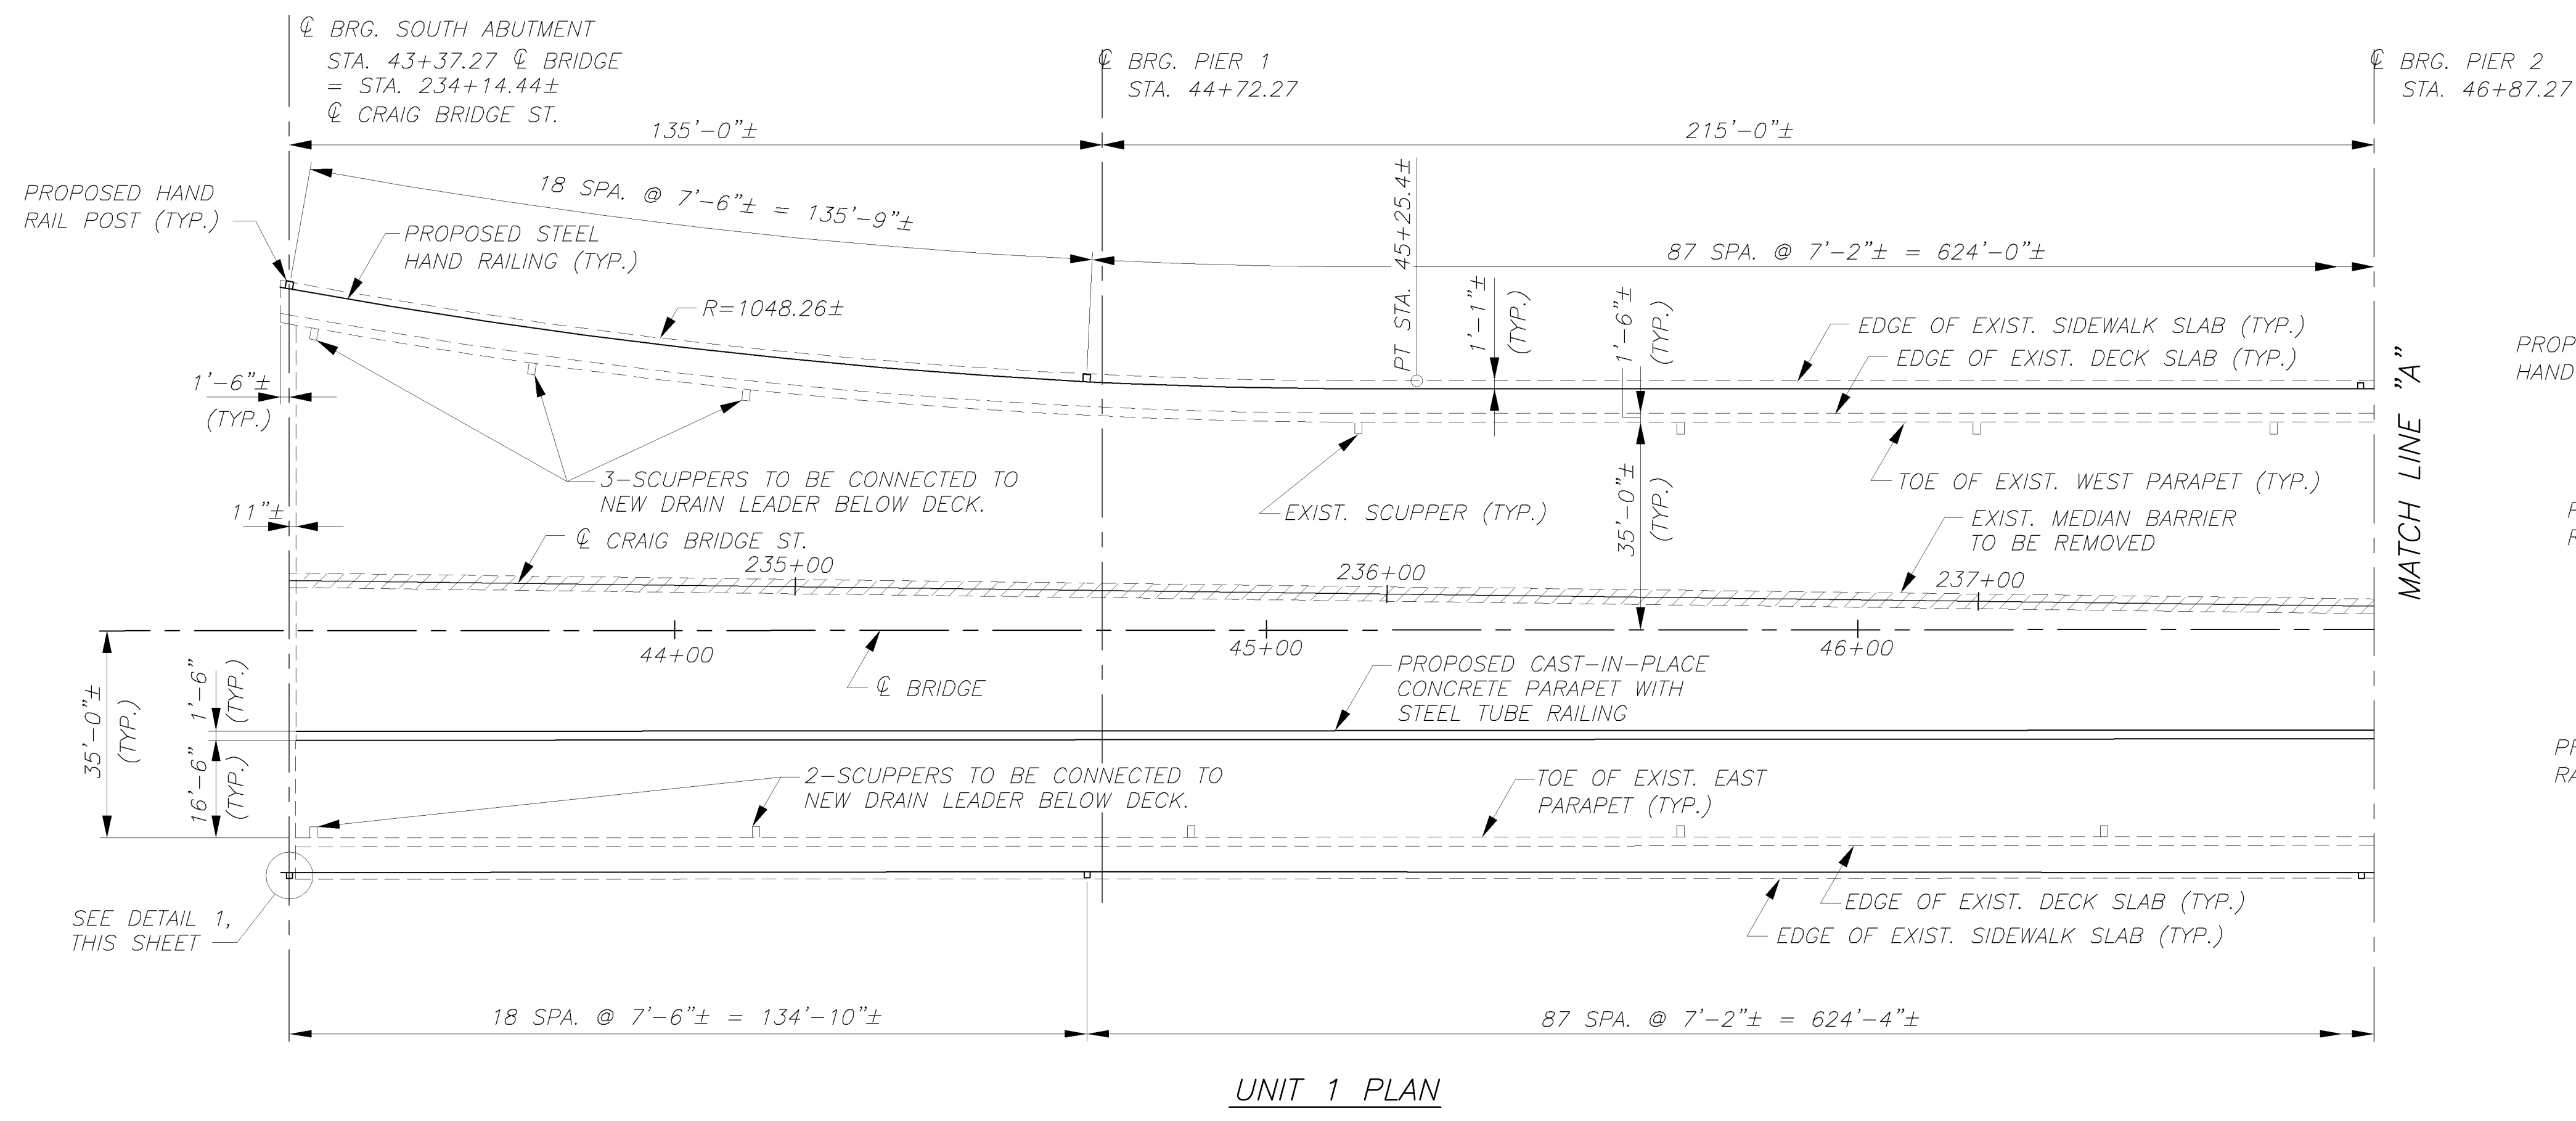 ℄ BRG. SOUTH ABUTMENT
STA. 43+37.27 ℄ BRIDGE
= STA. 234+14.44±
℄ CRAIG BRIDGE ST.
℄ BRG. PIER 1
STA. 44+72.27
℄ BRG. PIER 2
STA. 46+87.27
135'-0"±
215'-0"±
18 SPA. @ 7'-6"± = 135'-9"±
PROPOSED HAND
RAIL POST (TYP.)
PROPOSED STEEL
HAND RAILING (TYP.)
R=1048.26±
PT STA. 45+25.4±
87 SPA. @ 7'-2"± = 624'-0"±
1'-1"±
(TYP.)
1'-6"±
(TYP.)
EDGE OF EXIST. SIDEWALK SLAB (TYP.)
EDGE OF EXIST. DECK SLAB (TYP.)
1'-6"±
(TYP.)
3-SCUPPERS TO BE CONNECTED TO
NEW DRAIN LEADER BELOW DECK.
EXIST. SCUPPER (TYP.)
35'-0"±
(TYP.)
TOE OF EXIST. WEST PARAPET (TYP.)
EXIST. MEDIAN BARRIER
TO BE REMOVED
MATCH LINE "A"
11"±
℄ CRAIG BRIDGE ST.
235+00
236+00
237+00
44+00
45+00
46+00
℄ BRIDGE
PROPOSED CAST-IN-PLACE
CONCRETE PARAPET WITH
STEEL TUBE RAILING
35'-0"±
(TYP.)
1'-6"
(TYP.)
16'-6"
(TYP.)
2-SCUPPERS TO BE CONNECTED TO
NEW DRAIN LEADER BELOW DECK.
TOE OF EXIST. EAST
PARAPET (TYP.)
EDGE OF EXIST. DECK SLAB (TYP.)
EDGE OF EXIST. SIDEWALK SLAB (TYP.)
SEE DETAIL 1,
THIS SHEET
18 SPA. @ 7'-6"± = 134'-10"±
87 SPA. @ 7'-2"± = 624'-4"±
UNIT 1 PLAN
HAND